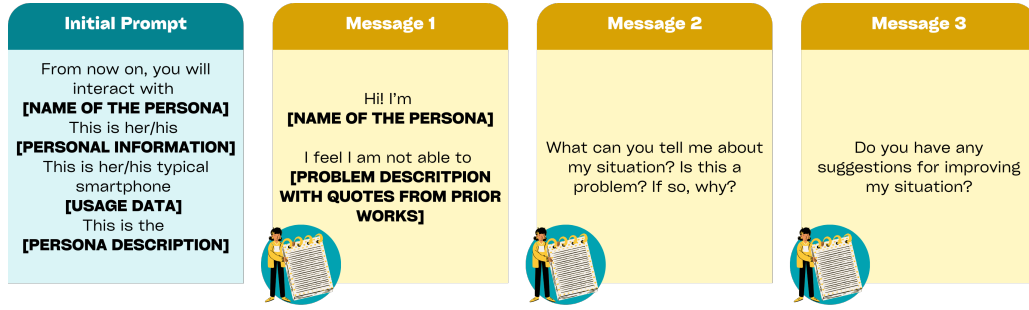 Initial Prompt
From now on, you will
interact with
[NAME OF THE PERSONA]
This is her/his
[PERSONAL INFORMATION]
This is her/his typical
smartphone
[USAGE DATA]
This is the
[PERSONA DESCRIPTION]
Message 1
Hi! I'm
[NAME OF THE PERSONA]
I feel I am not able to
[PROBLEM DESCRITPION
WITH QUOTES FROM PRIOR
WORKS]
Message 2
What can you tell me about
my situation? Is this a
problem? If so, why?
Message 3
Do you have any
suggestions for improving
my situation?